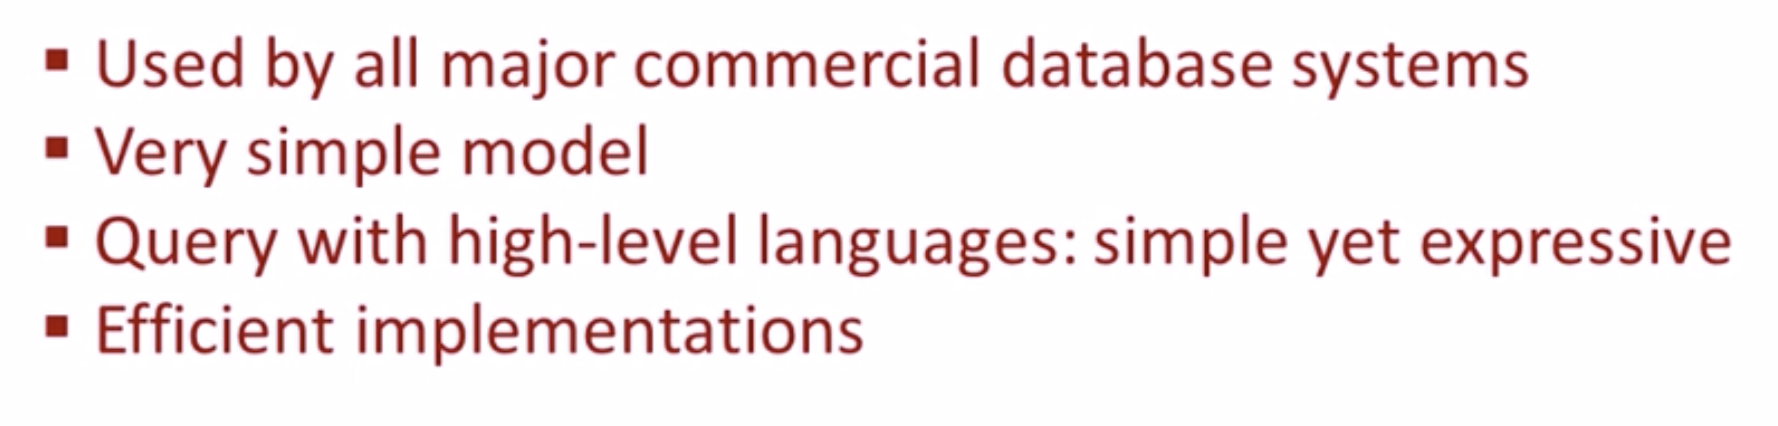 ▪ Used by all major commercial database systems
▪ Very simple model
▪ Query with high-level languages: simple yet expressive
▪ Efficient implementations